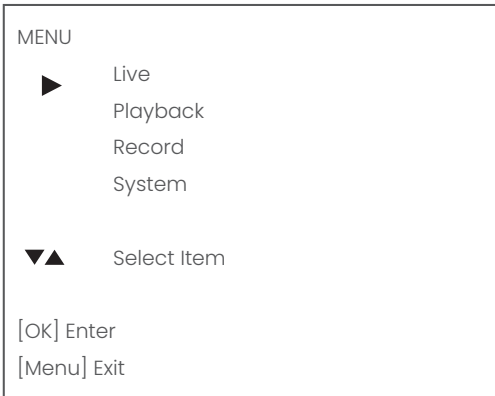 MENU
▶ Live
Playback
Record
System
▼▲ Select Item
[OK] Enter
[Menu] Exit